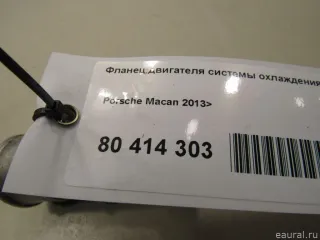 Фланец двигателя системы охлаждения
Porsche Macan 2013>
80 414 303
eaural.ru